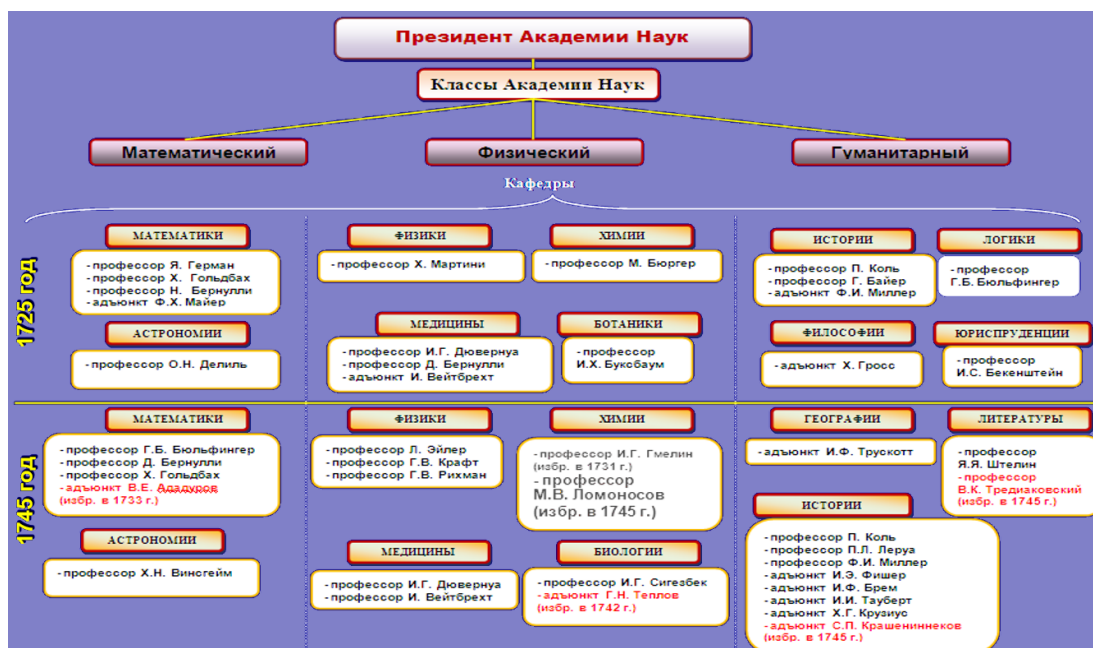 Президент Академии Наук
Классы Академии Наук
Математический
Физический
Гуманитарный
Кафедры
1725 год
МАТЕМАТИКИ
- профессор Я. Герман
- профессор Х. Гольдбах
- профессор Н. Бернулли
- адъюнкт Ф.Х. Майер
АСТРОНОМИИ
- профессор О.Н. Делиль
ФИЗИКИ
- профессор Х. Мартини
ХИМИИ
- профессор М. Бюргер
МЕДИЦИНЫ
- профессор И.Г. Дювернуа
- профессор Д. Бернулли
- адъюнкт И. Вейтбрехт
БОТАНИКИ
- профессор
И.Х. Буксбаум
ИСТОРИИ
- профессор П. Коль
- профессор Г. Байер
- адъюнкт Ф.И. Миллер
ЛОГИКИ
- профессор
Г.Б. Бюльфингер
ФИЛОСОФИИ
- адъюнкт Х. Гросс
ЮРИСПРУДЕНЦИИ
- профессор
И.С. Бекенштейн
1745 год
МАТЕМАТИКИ
- профессор Г.Б. Бюльфингер
- профессор Д. Бернулли
- профессор Х. Гольдбах
- адъюнкт В.Е. Ададуров
(избр. в 1733 г.)
АСТРОНОМИИ
- профессор Х.Н. Винсгейм
ФИЗИКИ
- профессор Л. Эйлер
- профессор Г.В. Крафт
- профессор Г.В. Рихман
ХИМИИ
- профессор И.Г. Гмелин
(избр. в 1731 г.)
- профессор
М.В. Ломоносов
(избр. в 1745 г.)
МЕДИЦИНЫ
- профессор И.Г. Дювернуа
- профессор И. Вейтбрехт
БИОЛОГИИ
- профессор И.Г. Сигезбек
- адъюнкт Г.Н. Теплов
(избр. в 1742 г.)
ГЕОГРАФИИ
- адъюнкт И.Ф. Трускотт
ЛИТЕРАТУРЫ
- профессор
Я.Я. Штелин
- профессор
В.К. Тредиаковский
(избр. в 1745 г.)
ИСТОРИИ
- профессор П. Коль
- профессор П.Л. Леруа
- профессор Ф.И. Миллер
- адъюнкт И.Э. Фишер
- адъюнкт И.Ф. Брем
- адъюнкт И.И. Тауберт
- адъюнкт Х.Г. Крузиус
- адъюнкт С.П. Крашениннеков
(избр. в 1745 г.)